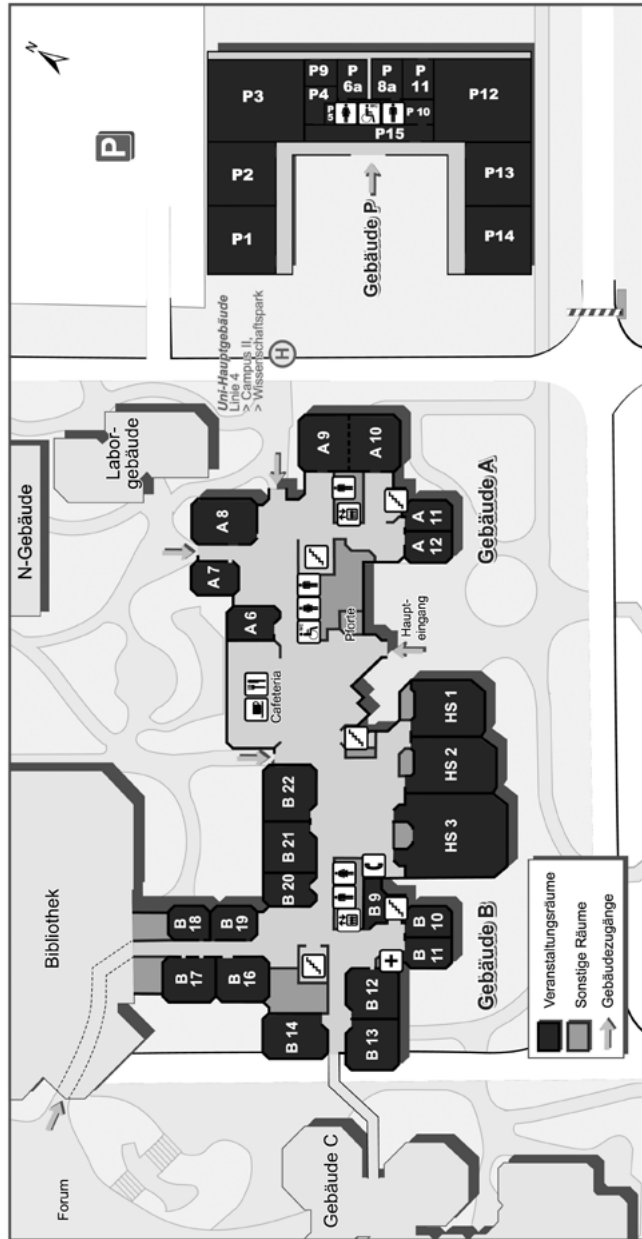 Forum
Bibliothek
N-Gebäude
Labor-
gebäude
P
N
Gebäude C
B 14
B
17
B
16
B
18
B
19
B 20
B 21
B 22
Cafeteria
A 6
A 7
A 8
Uni-Hauptgebäude
Linie 4
> Campus II,
> Wissenschaftspark
H
P1
P2
P3
P9
P4
P
5
P
6a
P
8a
P
11
P 10
P15
P12
P13
P14
Gebäude P
B 13
B 12
B
11
B
10
B 9
HS 3
HS 2
HS 1
Pforte
Haupt-
eingang
A 9
A 10
A
12
A
11
Gebäude B
Gebäude A
Veranstaltungsräume
Sonstige Räume
Gebäudezugänge